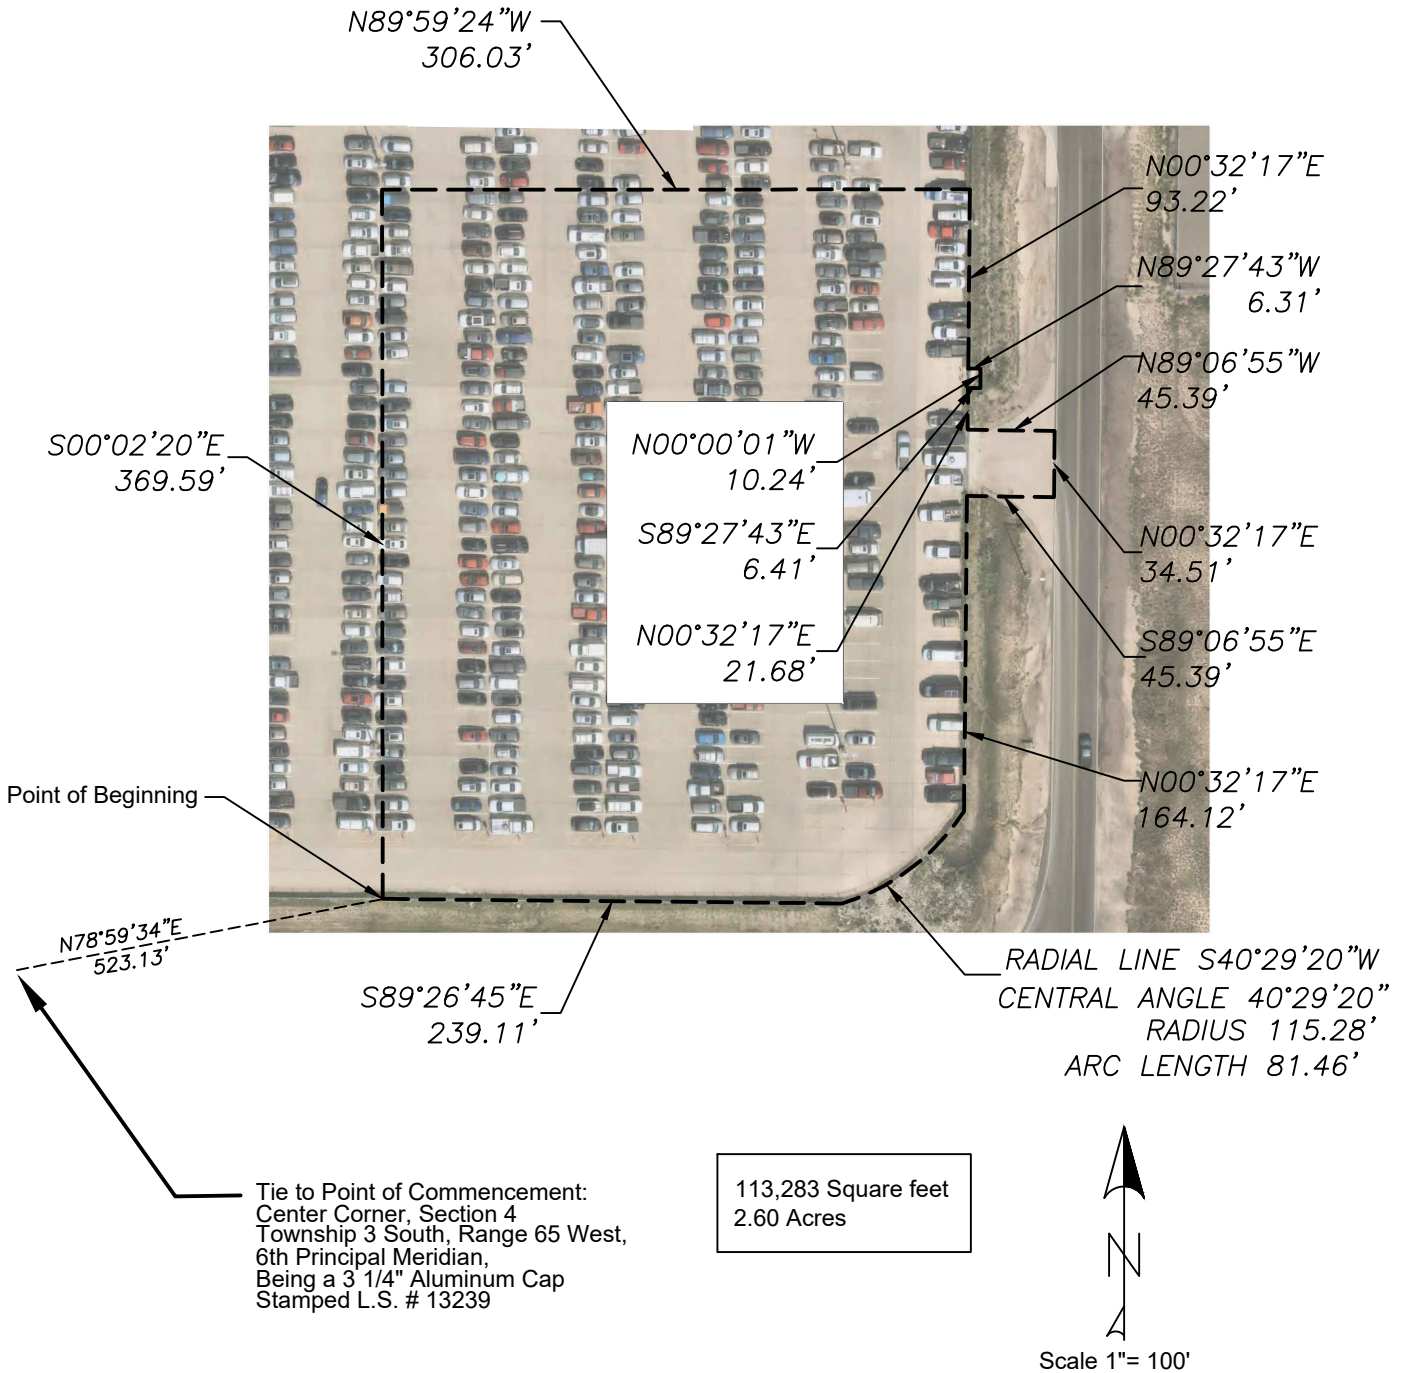 N89°59'24"W
306.03'
N00°32'17"E
93.22'
N89°27'43"W
6.31'
N89°06'55"W
45.39'
S00°02'20"E
369.59'
N00°00'01"W
10.24'
S89°27'43"E
6.41'
N00°32'17"E
21.68'
N00°32'17"E
34.51'
S89°06'55"E
45.39'
N00°32'17"E
164.12'
Point of Beginning
N78°59'34"E
523.13'
S89°26'45"E
239.11'
RADIAL LINE S40°29'20"W
CENTRAL ANGLE 40°29'20"
RADIUS 115.28'
ARC LENGTH 81.46'
Tie to Point of Commencement:
Center Corner, Section 4
Township 3 South, Range 65 West,
6th Principal Meridian,
Being a 3 1/4" Aluminum Cap
Stamped L.S. # 13239
113,283 Square feet
2.60 Acres
N
Scale 1"= 100'